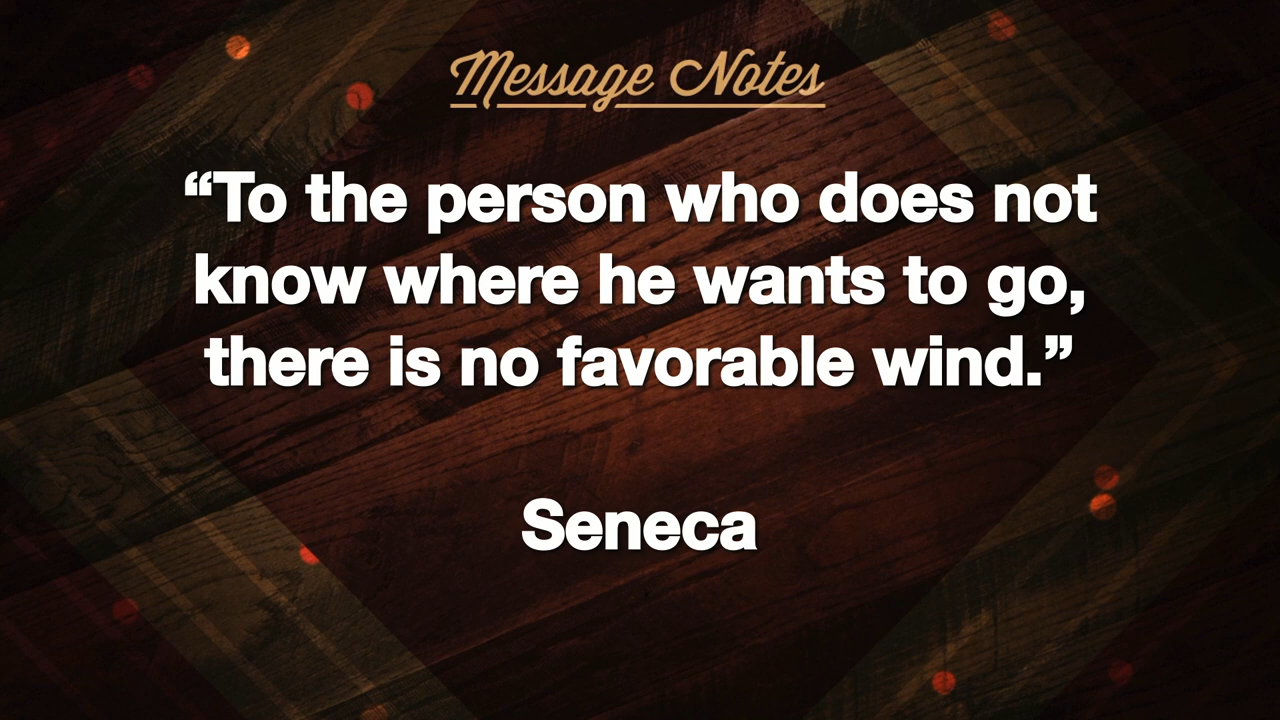 Message Notes
“To the person who does not
know where he wants to go,
there is no favorable wind.”
Seneca